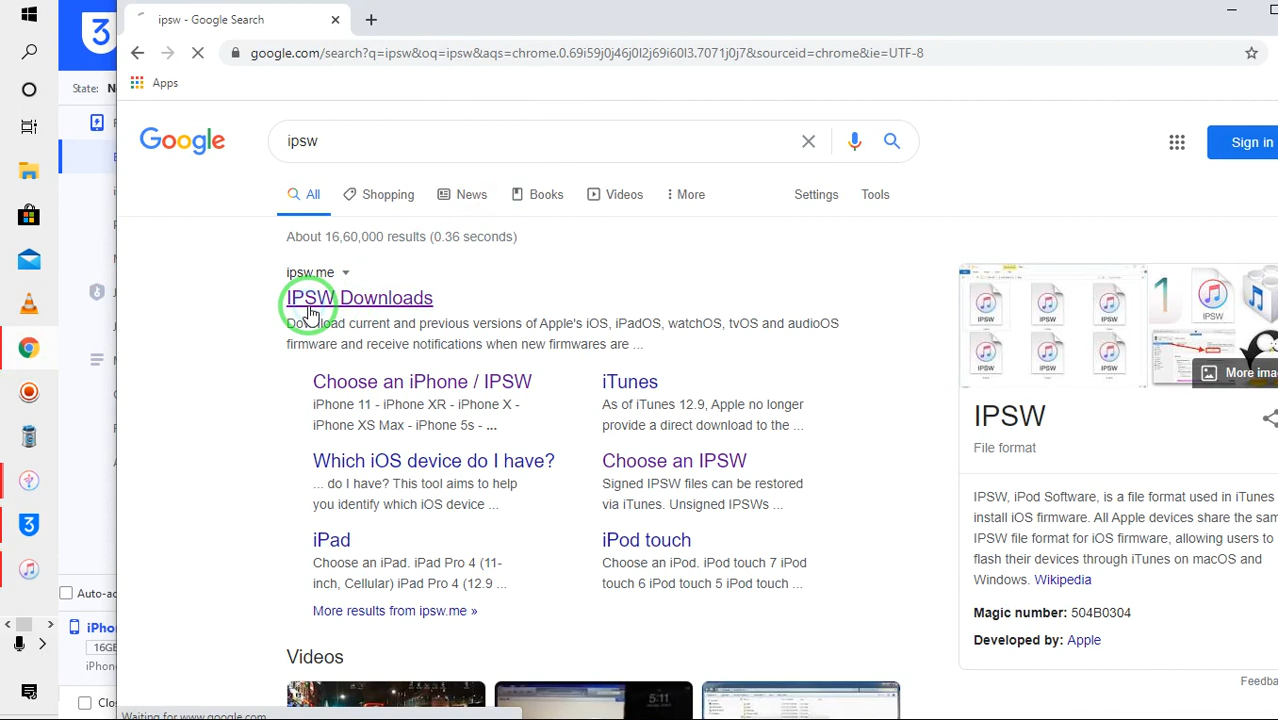 ipsw - Google Search
google.com/search?q=ipsw&oq=ipsw&aqs=chrome.0.69i59j0j46j0l2j69i60l3.7071j0j7&sourceid=chrome&ie=UTF-8
Apps
State:
Google
ipsw
Sign in
All
Shopping
News
Books
Videos
More
Settings
Tools
About 16,60,000 results (0.36 seconds)
ipsw.me
IPSW Downloads
Download current and previous versions of Apple's iOS, iPadOS, watchOS, tvOS and audioOS
firmware and receive notifications when new firmwares are ...
Choose an iPhone / IPSW
iPhone 11 - iPhone XR - iPhone X -
iPhone XS Max - iPhone 5s - ...
iTunes
As of iTunes 12.9, Apple no longer
provide a direct download to the ...
Which iOS device do I have?
... do I have? This tool aims to help
you identify which iOS device ...
Choose an IPSW
Signed IPSW files can be restored
via iTunes. Unsigned IPSWs ...
iPad
Choose an iPad. iPad Pro 4 (11-
inch, Cellular) iPad Pro 4 (12.9 ...
iPod touch
Choose an iPod. iPod touch 7 iPod
touch 6 iPod touch 5 iPod touch ...
More results from ipsw.me »
Videos
5:11
More ima
IPSW
File format
IPSW, iPod Software, is a file format used in iTunes
install iOS firmware. All Apple devices share the sam
IPSW file format for iOS firmware, allowing users to
flash their devices through iTunes on macOS and
Windows. Wikipedia
Magic number: 504B0304
Developed by: Apple
Feedba
Auto-ac
iPhon
16GB
iPhone
Clos
Waiting for www.google.com